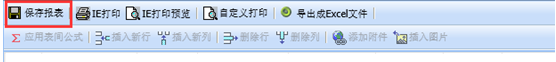 保存报表 IE打印 IE打印预览 自定义打印 导出成Excel文件
Σ 应用表间公式 插入新行 插入新列 删除行 删除列 添加附件 插入图片